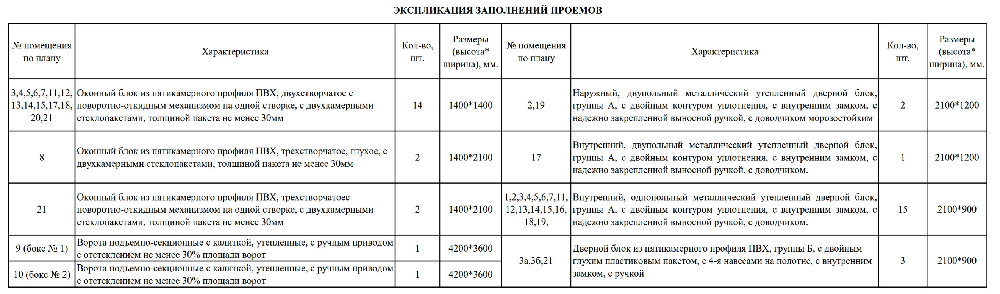 ЭКСПЛИКАЦИЯ ЗАПОЛНЕНИЙ ПРОЕМОВ
№ помещения
по плану
Характеристика
Кол-во,
шт.
Размеры
(высота*
ширина), мм.
№ помещения
по плану
Характеристика
Кол-во,
шт.
Размеры
(высота*
ширина), мм.
3,4,5,6,7,11,12,
13,14,15,17,18,
20,21
Оконный блок из пятикамерного профиля ПВХ, двухстворчатое с
поворотно-откидным механизмом на одной створке, с двухкамерными
стеклопакетами, толщиной пакета не менее 30мм
14
1400*1400
2,19
Наружный, двупольный металлический утепленный дверной блок,
группы А, с двойным контуром уплотнения, с внутренним замком, с
надежно закрепленной выносной ручкой, с доводчиком морозостойким
2
2100*1200
8
Оконный блок из пятикамерного профиля ПВХ, трехстворчатое, глухое, с
двухкамерными стеклопакетами, толщиной пакета не менее 30мм
2
1400*2100
17
Внутренний, двупольный металлический утепленный дверной блок,
группы А, с двойным контуром уплотнения, с внутренним замком, с
надежно закрепленной выносной ручкой, с доводчиком.
1
2100*1200
21
Оконный блок из пятикамерного профиля ПВХ, трехстворчатоес
поворотно-откидным механизмом на одной створке, с двухкамерными
стеклопакетами, толщиной пакета не менее 30мм
2
1400*2100
1,2,3,4,5,6,7,11,
12,13,14,15,16,
18,19,
Внутренний, однопольный металлический утепленный дверной блок,
группы А, с двойным контуром уплотнения, с внутренним замком, с
надежно закрепленной выносной ручкой, с доводчиком.
15
2100*900
9 (бокс № 1)
Ворота подъемно-секционные с калиткой, утепленные, с ручным приводом
с отстеклением не менее 30% площади ворот
1
4200*3600
3а,3б,21
Дверной блок из пятикамерного профиля ПВХ, группы Б, с двойным
глухим пластиковым пакетом, с 4-я навесами на полотне, с внутренним
замком, с ручкой
3
2100*900
10 (бокс № 2)
Ворота подъемно-секционные с калиткой, утепленные, с ручным приводом
с отстеклением не менее 30% площади ворот
1
4200*3600